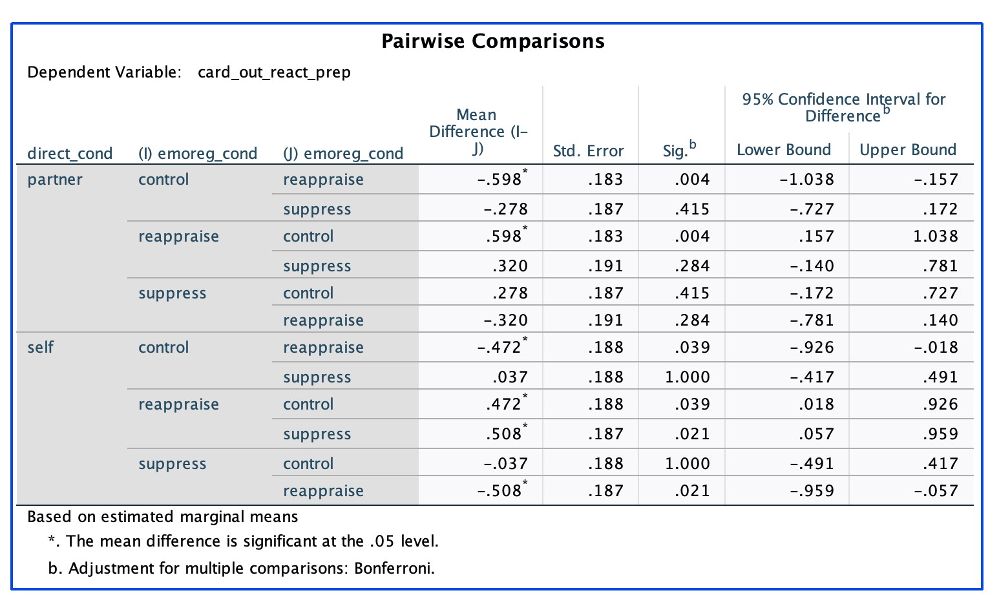 Pairwise Comparisons
Dependent Variable: card_out_react_prep
direct_cond (I) emoreg_cond (J) emoreg_cond Mean Difference (I-J) Std. Error Sig.b 95% Confidence Interval for Differenceb
Lower Bound Upper Bound
partner control reappraise -.598* .183 .004 -1.038 -.157
suppress -.278 .187 .415 -.727 .172
reappraise control .598* .183 .004 .157 1.038
suppress .320 .191 .284 -.140 .781
suppress control .278 .187 .415 -.172 .727
reappraise -.320 .191 .284 -.781 .140
self control reappraise -.472* .188 .039 -.926 -.018
suppress .037 .188 1.000 -.417 .491
reappraise control .472* .188 .039 .018 .926
suppress .508* .187 .021 .057 .959
suppress control -.037 .188 1.000 -.491 .417
reappraise -.508* .187 .021 -.959 -.057
Based on estimated marginal means
*. The mean difference is significant at the .05 level.
b. Adjustment for multiple comparisons: Bonferroni.